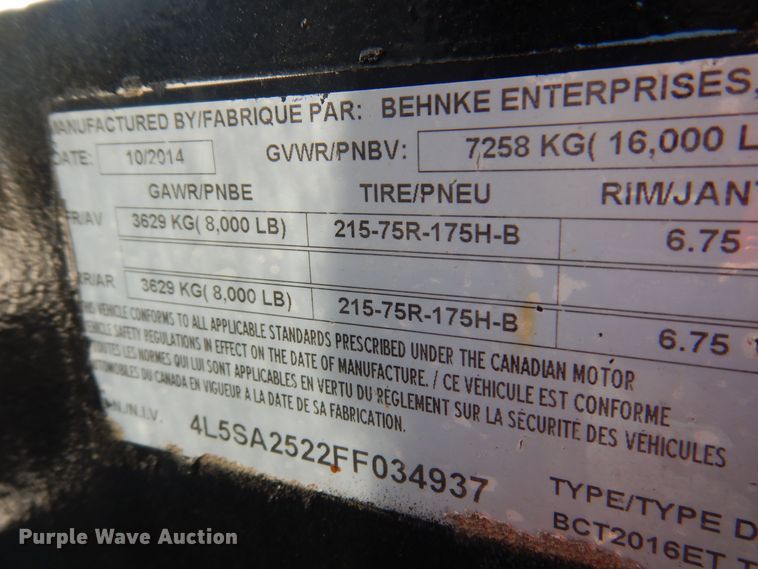 MANUFACTURED BY/FABRIQUE PAR: BEHNKE ENTERPRISES,
DATE: 10/2014 GVWR/PNBV: 7258 KG( 16,000 L
GAWR/PNBE TIRE/PNEU RIM/JANT
FR/AV 3629 KG( 8,000 LB) 215-75R-175H-B 6.75
RR/AR 3629 KG( 8,000 LB) 215-75R-175H-B 6.75
THIS VEHICLE CONFORMS TO ALL APPLICABLE STANDARDS PRESCRIBED UNDER THE CANADIAN MOTOR
VEHICLE SAFETY REGULATIONS IN EFFECT ON THE DATE OF MANUFACTURE. / CE VÉHICULE EST CONFORME
TOUTES LES NORMES QUI LUI SONT APPLICABLES EN VERTU DU RÈGLEMENT SUR LA SÉCURITÉ DES VÉHICULES
AUTOMOBILES DU CANADA EN VIGUEUR A LA DATE DE SA FABRICATION.
N./N.I.V. 4L5SA2522FF034937 TYPE/TYPE D
BCT2016ET T
Purple Wave Auction